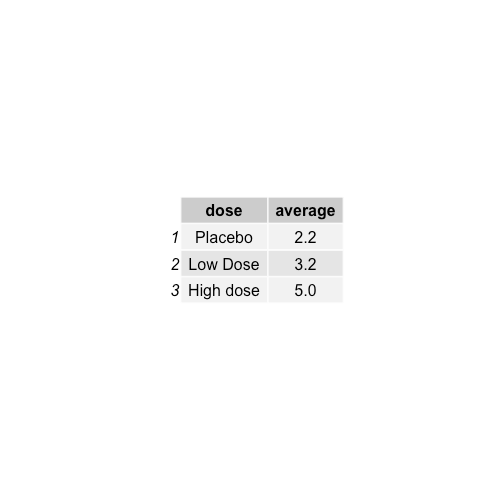 dose average
1 Placebo 2.2
2 Low Dose 3.2
3 High dose 5.0